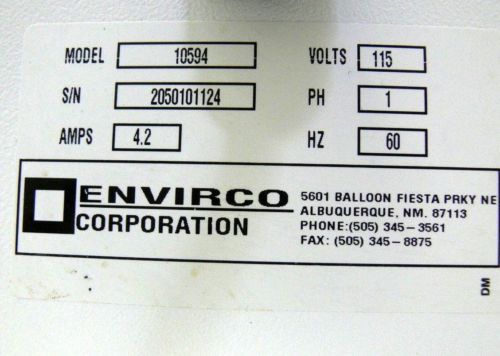 MODEL 10594 VOLTS 115
S/N 2050101124 PH 1
AMPS 4.2 HZ 60
ENVIRCO
CORPORATION
5601 BALLOON FIESTA PRKY NE
ALBUQUERQUE, NM. 87113
PHONE:(505) 345-3561
FAX: (505) 345-8875
DM